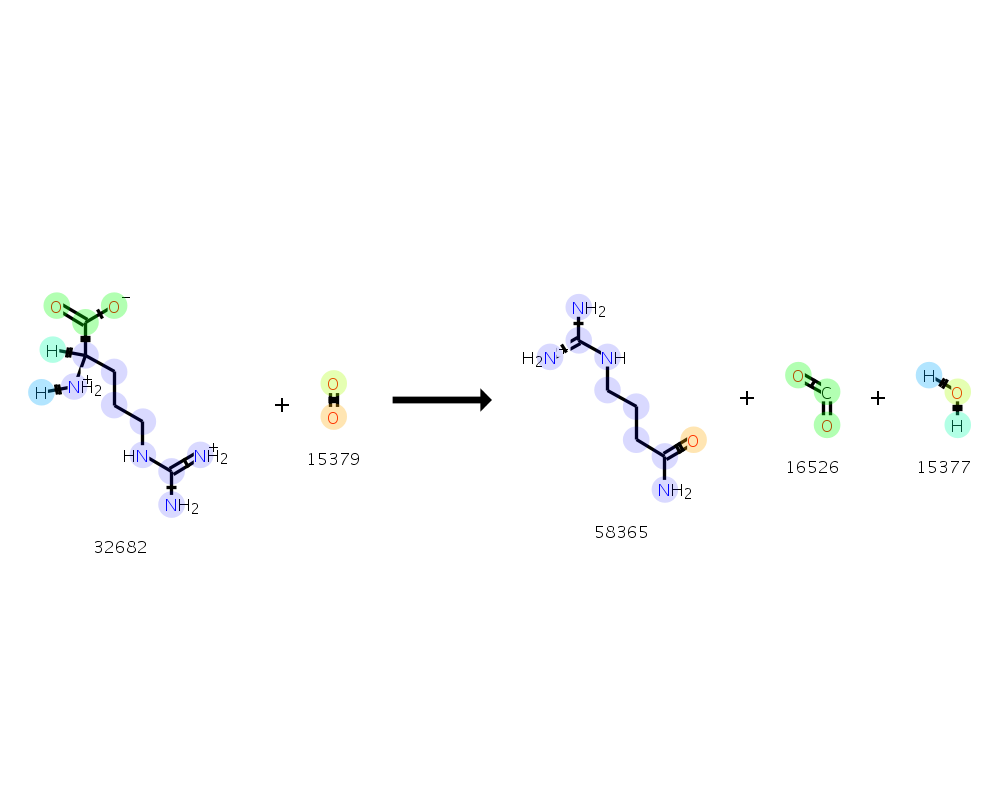 O O −
H
H NH2 +
HN NH2 +
NH2
32682
+
O
O
15379
NH2
H2N + NH
O
NH2
58365
+
O C
O
16526
+
H O
H
15377